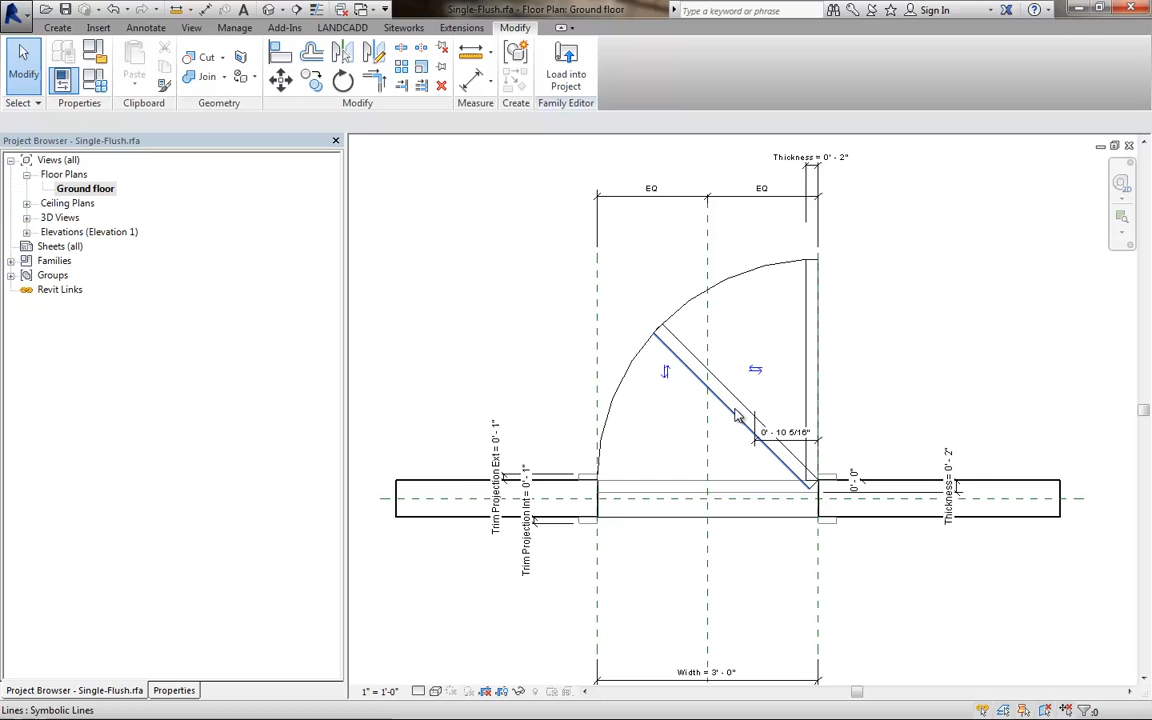 Single-Flush.rfa - Floor Plan: Ground floor
Type a keyword or phrase
Sign In
Create
Insert
Annotate
View
Manage
Add-Ins
LANDCADD
Siteworks
Extensions
Modify
Modify
Paste
Cut
Join
Load into
Project
Select
Properties
Clipboard
Geometry
Modify
Measure
Create
Family Editor
Project Browser - Single-Flush.rfa
Views (all)
Floor Plans
Ground floor
Ceiling Plans
3D Views
Elevations (Elevation 1)
Sheets (all)
Families
Groups
Revit Links
Thickness = 0' - 2"
EQ
EQ
0' - 10 5/16"
Trim Projection Ext = 0' - 1"
Trim Projection Int = 0' - 1"
0' - 0"
Thickness = 0' - 2"
Width = 3' - 0"
Project Browser - Single-Flush.rfa
Properties
1" = 1'-0"
Lines : Symbolic Lines
:0